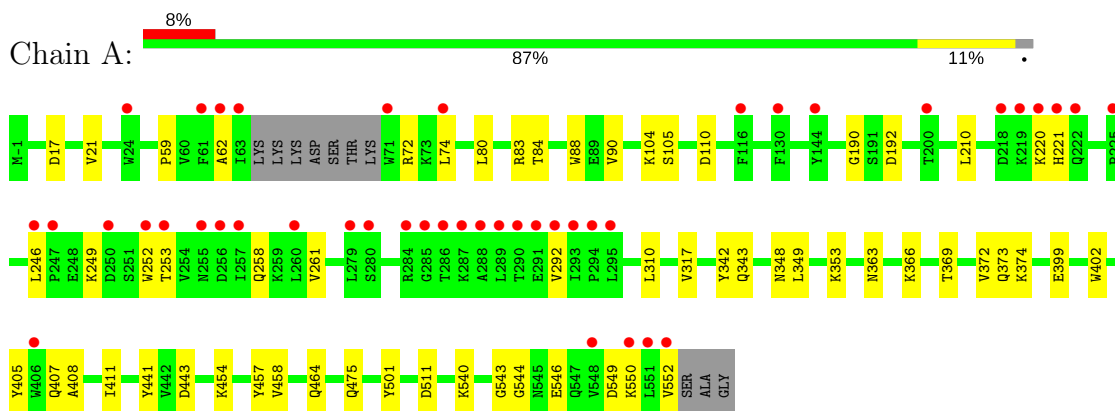 8%
Chain A:
87% 11% •
M-1 D17 V21 W24 P59 V60 F61 A62 I63 LYS LYS LYS ASP SER THR LYS W71 R72 K73 L74 L80 R83 T84 W88 E89 V90 K104 S105 D110 F116 F130 Y144 G190 S191 D192 T200 L210 D218 K219 K220 H221 Q222
L246 P247 E248 K249 D250 S251 W252 T253 V254 N255 D256 I257 Q258 K259 L260 V261 L279 S280 R284 G285 T286 K287 A288 L289 T290 E291 V292 I293 P294 L295 L310 V317 Y342 Q343 N348 L349 K353 N363 K366 T369 V372 Q373 K374 E399 W402
Y405 W406 Q407 A408 I411 Y441 V442 D443 K454 Y457 V458 Q464 Q475 Y501 D511 K540 G543 G544 N545 E546 Q547 V548 D549 K550 L551 V552 SER ALA GLY